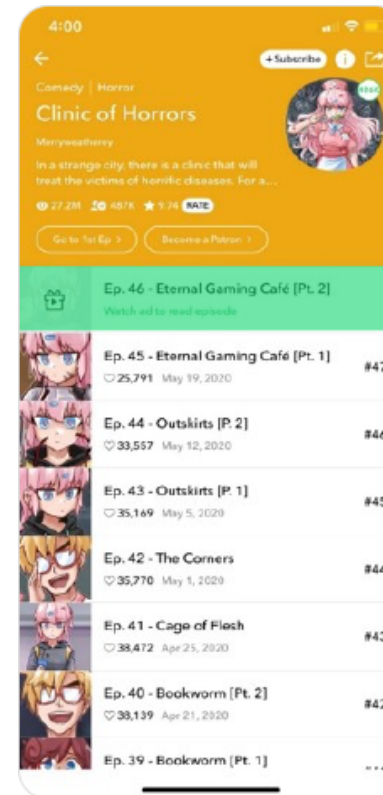 4:00
+ Subscribe
Comedy | Horror
Clinic of Horrors
Merryweatherey
In a strange city, there is a clinic that will
treat the victims of horrific diseases. For a...
27.2M 487K 9.74 RATE
Go to 1st Ep > Become a Patron >
Ep. 46 - Eternal Gaming Café [Pt. 2]
Watch ad to read episode
Ep. 45 - Eternal Gaming Café [Pt. 1]
25,791 May 19, 2020 #47
Ep. 44 - Outskirts [P. 2]
33,557 May 12, 2020 #46
Ep. 43 - Outskirts [P. 1]
35,169 May 5, 2020 #45
Ep. 42 - The Corners
35,770 May 1, 2020 #44
Ep. 41 - Cage of Flesh
38,472 Apr 25, 2020 #43
Ep. 40 - Bookworm [Pt. 2]
38,139 Apr 21, 2020 #42
Ep. 39 - Bookworm [Pt. 1]